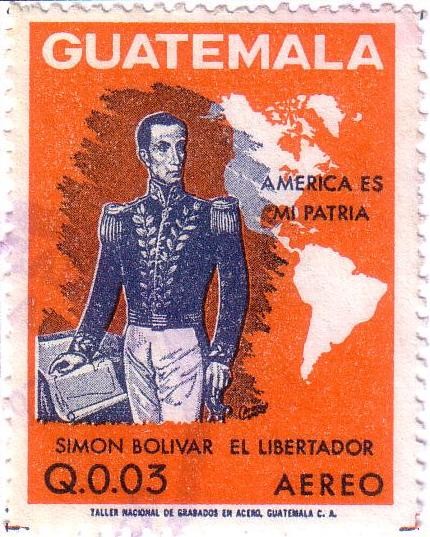 GUATEMALA
AMERICA ES
MI PATRIA
SIMON BOLIVAR EL LIBERTADOR
Q.0.03 AEREO
TALLER NACIONAL DE GRABADOS EN ACERO, GUATEMALA C. A.